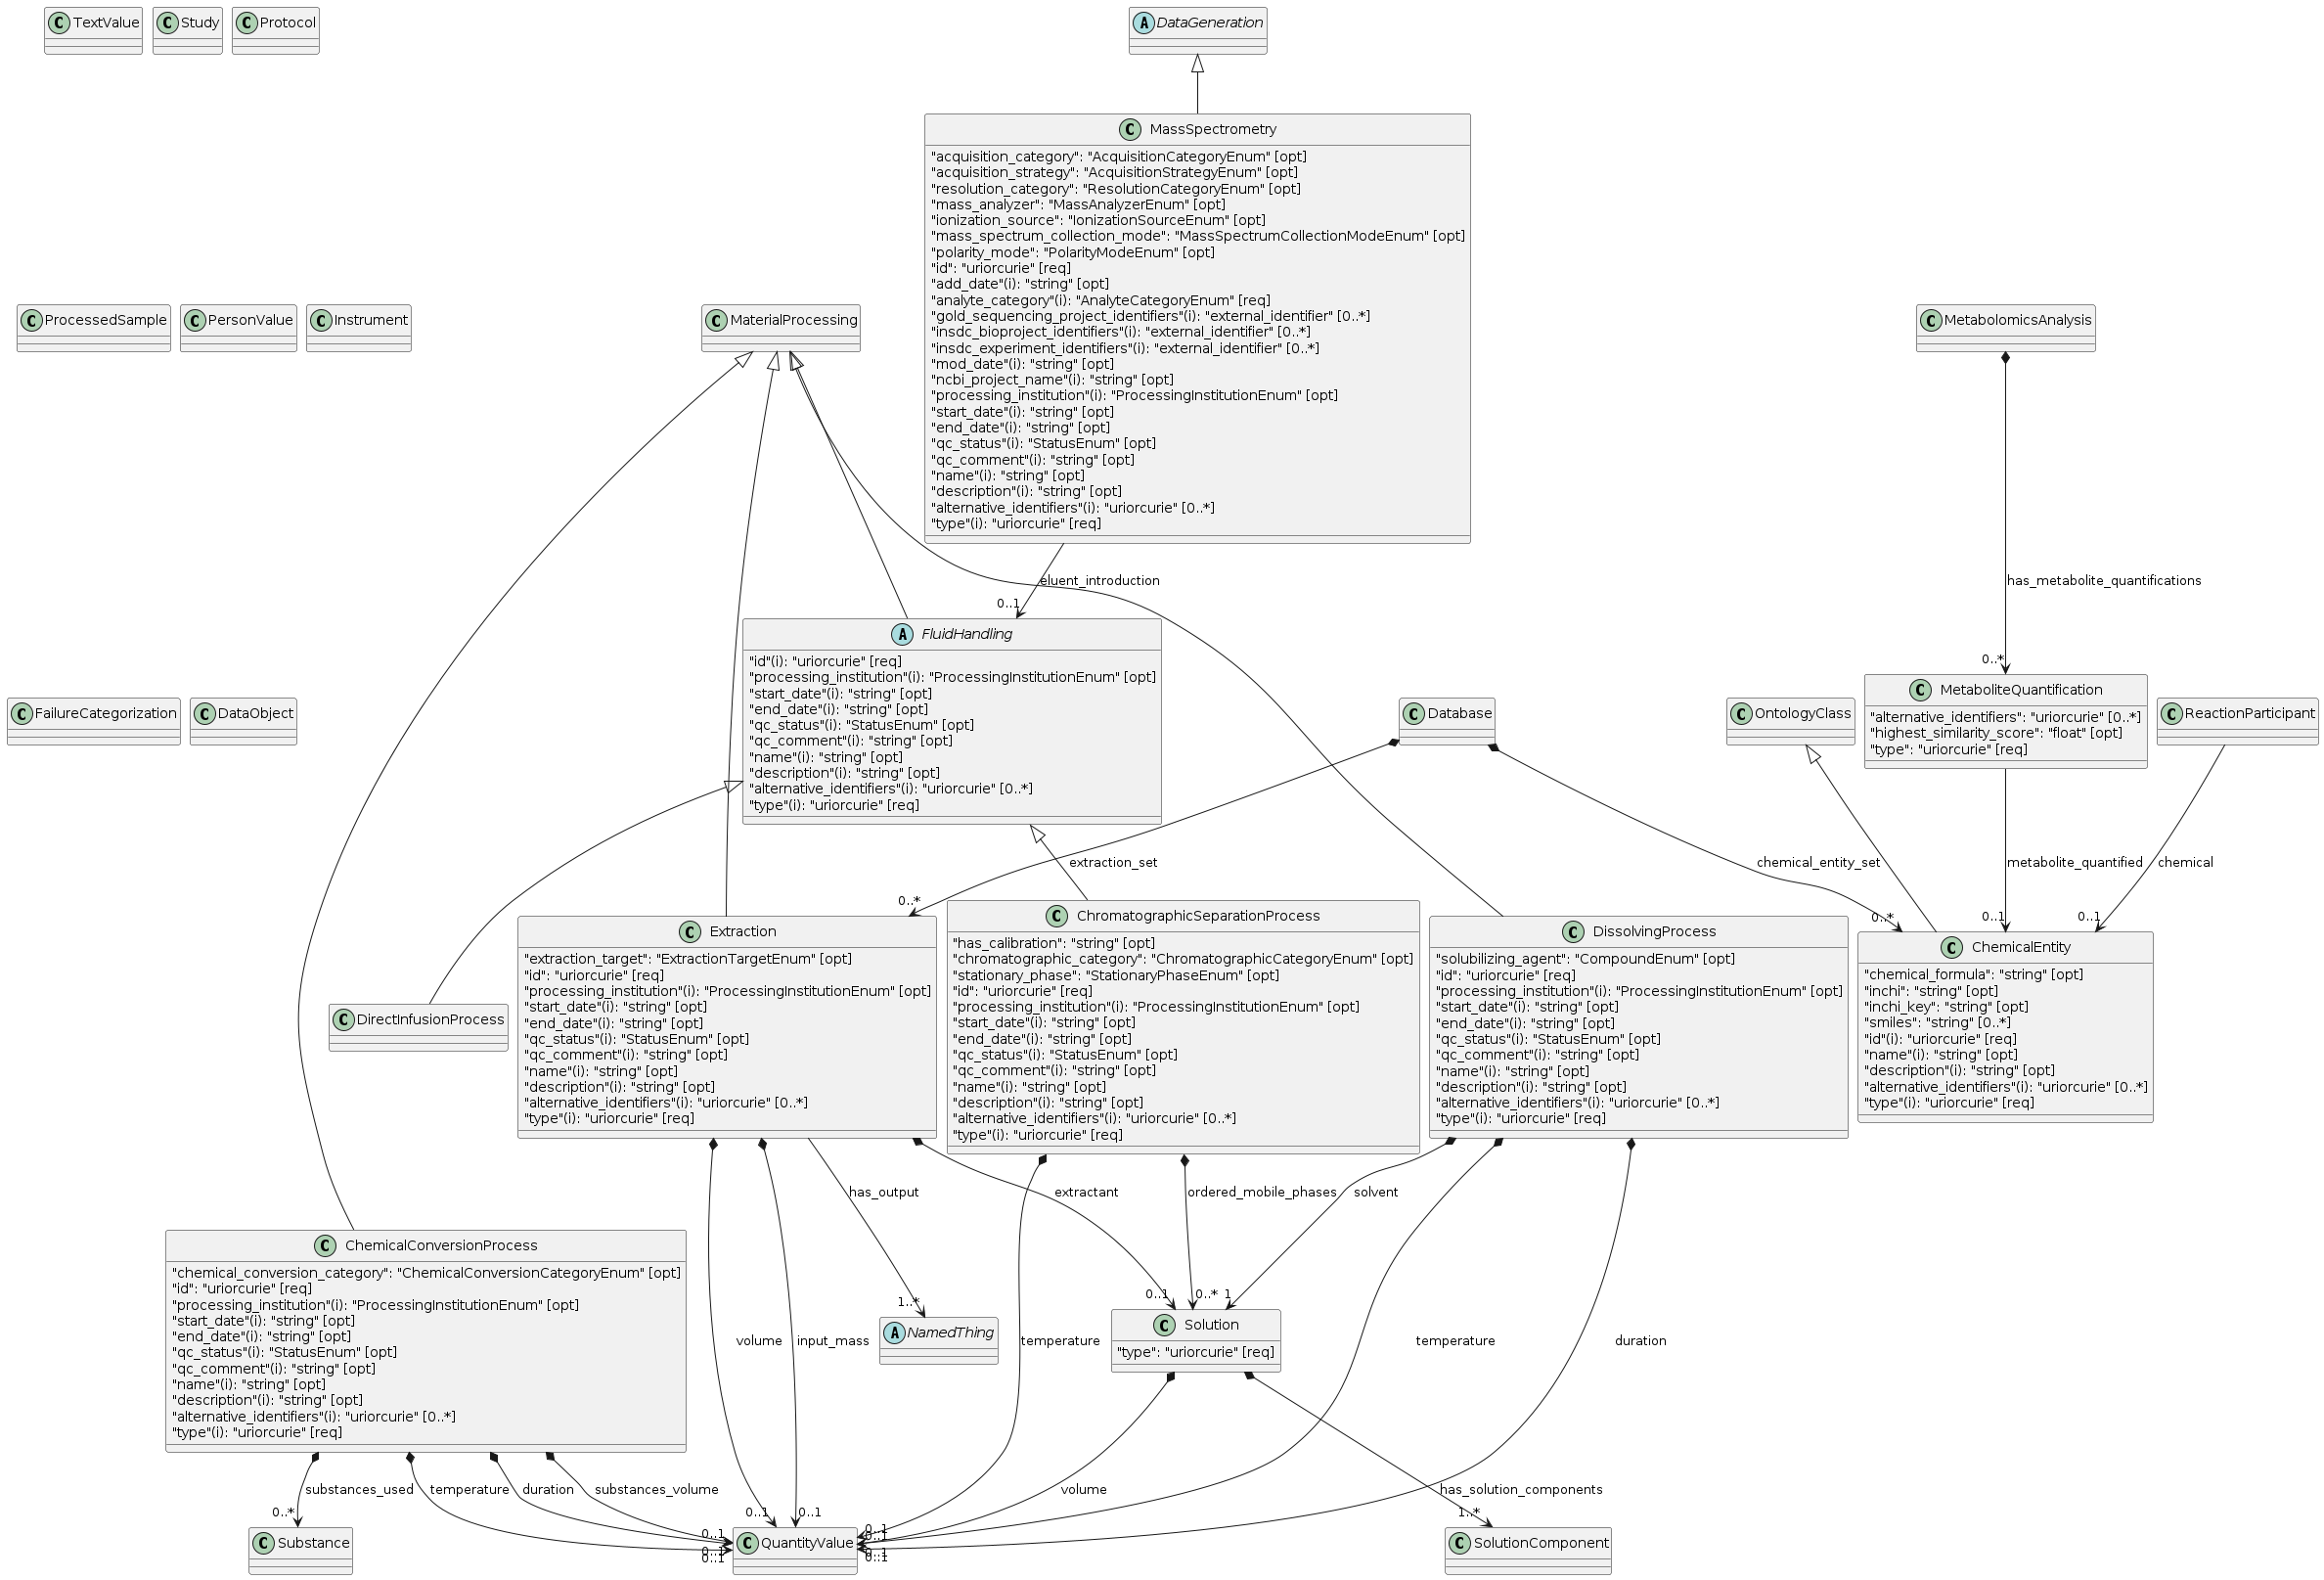 C TextValue
C Study
C Protocol
A DataGeneration
C MassSpectrometry
"acquisition_category": "AcquisitionCategoryEnum" [opt]
"acquisition_strategy": "AcquisitionStrategyEnum" [opt]
"resolution_category": "ResolutionCategoryEnum" [opt]
"mass_analyzer": "MassAnalyzerEnum" [opt]
"ionization_source": "IonizationSourceEnum" [opt]
"mass_spectrum_collection_mode": "MassSpectrumCollectionModeEnum" [opt]
"polarity_mode": "PolarityModeEnum" [opt]
"id": "uriorcurie" [req]
"add_date"(i): "string" [opt]
"analyte_category"(i): "AnalyteCategoryEnum" [req]
"gold_sequencing_project_identifiers"(i): "external_identifier" [0..*]
"insdc_bioproject_identifiers"(i): "external_identifier" [0..*]
"insdc_experiment_identifiers"(i): "external_identifier" [0..*]
"mod_date"(i): "string" [opt]
"ncbi_project_name"(i): "string" [opt]
"processing_institution"(i): "ProcessingInstitutionEnum" [opt]
"start_date"(i): "string" [opt]
"end_date"(i): "string" [opt]
"qc_status"(i): "StatusEnum" [opt]
"qc_comment"(i): "string" [opt]
"name"(i): "string" [opt]
"description"(i): "string" [opt]
"alternative_identifiers"(i): "uriorcurie" [0..*]
"type"(i): "uriorcurie" [req]
C ProcessedSample
C PersonValue
C Instrument
C MaterialProcessing
C MetabolomicsAnalysis
eluent_introduction
0..1
has_metabolite_quantifications
0..*
A FluidHandling
"id"(i): "uriorcurie" [req]
"processing_institution"(i): "ProcessingInstitutionEnum" [opt]
"start_date"(i): "string" [opt]
"end_date"(i): "string" [opt]
"qc_status"(i): "StatusEnum" [opt]
"qc_comment"(i): "string" [opt]
"name"(i): "string" [opt]
"description"(i): "string" [opt]
"alternative_identifiers"(i): "uriorcurie" [0..*]
"type"(i): "uriorcurie" [req]
C FailureCategorization
C DataObject
C Database
C OntologyClass
C MetaboliteQuantification
"alternative_identifiers": "uriorcurie" [0..*]
"highest_similarity_score": "float" [opt]
"type": "uriorcurie" [req]
C ReactionParticipant
extraction_set
0..*
chemical_entity_set
0..*
metabolite_quantified
0..1
chemical
0..1
C DirectInfusionProcess
C Extraction
"extraction_target": "ExtractionTargetEnum" [opt]
"id": "uriorcurie" [req]
"processing_institution"(i): "ProcessingInstitutionEnum" [opt]
"start_date"(i): "string" [opt]
"end_date"(i): "string" [opt]
"qc_status"(i): "StatusEnum" [opt]
"qc_comment"(i): "string" [opt]
"name"(i): "string" [opt]
"description"(i): "string" [opt]
"alternative_identifiers"(i): "uriorcurie" [0..*]
"type"(i): "uriorcurie" [req]
C ChromatographicSeparationProcess
"has_calibration": "string" [opt]
"chromatographic_category": "ChromatographicCategoryEnum" [opt]
"stationary_phase": "StationaryPhaseEnum" [opt]
"id": "uriorcurie" [req]
"processing_institution"(i): "ProcessingInstitutionEnum" [opt]
"start_date"(i): "string" [opt]
"end_date"(i): "string" [opt]
"qc_status"(i): "StatusEnum" [opt]
"qc_comment"(i): "string" [opt]
"name"(i): "string" [opt]
"description"(i): "string" [opt]
"alternative_identifiers"(i): "uriorcurie" [0..*]
"type"(i): "uriorcurie" [req]
C DissolvingProcess
"solubilizing_agent": "CompoundEnum" [opt]
"id": "uriorcurie" [req]
"processing_institution"(i): "ProcessingInstitutionEnum" [opt]
"start_date"(i): "string" [opt]
"end_date"(i): "string" [opt]
"qc_status"(i): "StatusEnum" [opt]
"qc_comment"(i): "string" [opt]
"name"(i): "string" [opt]
"description"(i): "string" [opt]
"alternative_identifiers"(i): "uriorcurie" [0..*]
"type"(i): "uriorcurie" [req]
C ChemicalEntity
"chemical_formula": "string" [opt]
"inchi": "string" [opt]
"inchi_key": "string" [opt]
"smiles": "string" [0..*]
"id"(i): "uriorcurie" [req]
"name"(i): "string" [opt]
"description"(i): "string" [opt]
"alternative_identifiers"(i): "uriorcurie" [0..*]
"type"(i): "uriorcurie" [req]
has_output
1..*
extractant
0..1
ordered_mobile_phases
0..*
solvent
1
C ChemicalConversionProcess
"chemical_conversion_category": "ChemicalConversionCategoryEnum" [opt]
"id": "uriorcurie" [req]
"processing_institution"(i): "ProcessingInstitutionEnum" [opt]
"start_date"(i): "string" [opt]
"end_date"(i): "string" [opt]
"qc_status"(i): "StatusEnum" [opt]
"qc_comment"(i): "string" [opt]
"name"(i): "string" [opt]
"description"(i): "string" [opt]
"alternative_identifiers"(i): "uriorcurie" [0..*]
"type"(i): "uriorcurie" [req]
volume
0..1
input_mass
0..1
A NamedThing
temperature
0..1
C Solution
"type": "uriorcurie" [req]
temperature
0..1
duration
0..1
substances_used
0..*
temperature
0..1
duration
0..1
substances_volume
0..1
volume
0..1
has_solution_components
1..*
C Substance
C QuantityValue
C SolutionComponent